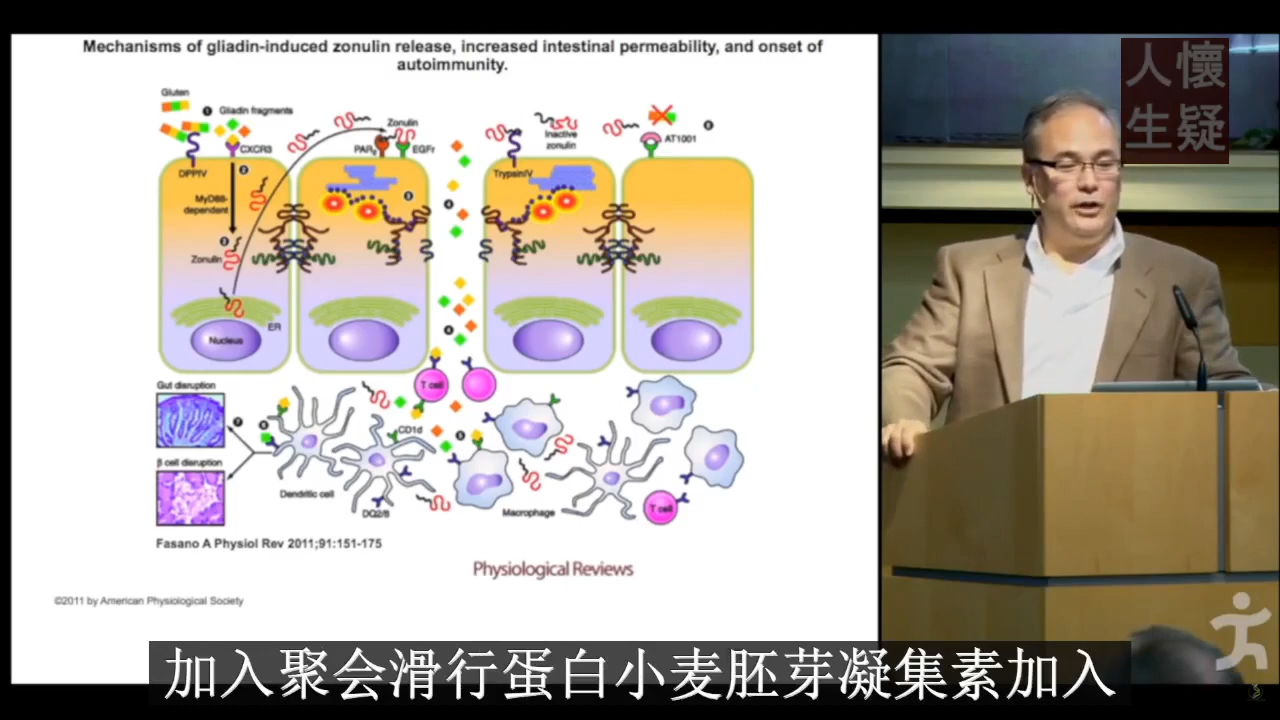 Mechanisms of gliadin-induced zonulin release, increased intestinal permeability, and onset of
autoimmunity.
Gluten
1
Gliadin fragments
CXCR3
DPPIV
2
MyD88-
dependent
3
Zonulin
ER
Nucleus
Zonulin
PAR2
EGFr
Inactive
zonulin
TrypsinIV
AT1001
T cell
Gut disruption
β cell disruption
Dendritic cell
CD1d
DQ2/8
Macrophage
T cell
Fasano A Physiol Rev 2011;91:151-175
Physiological Reviews
©2011 by American Physiological Society
懷疑
人生
加入聚会滑行蛋白小麦胚芽凝集素加入